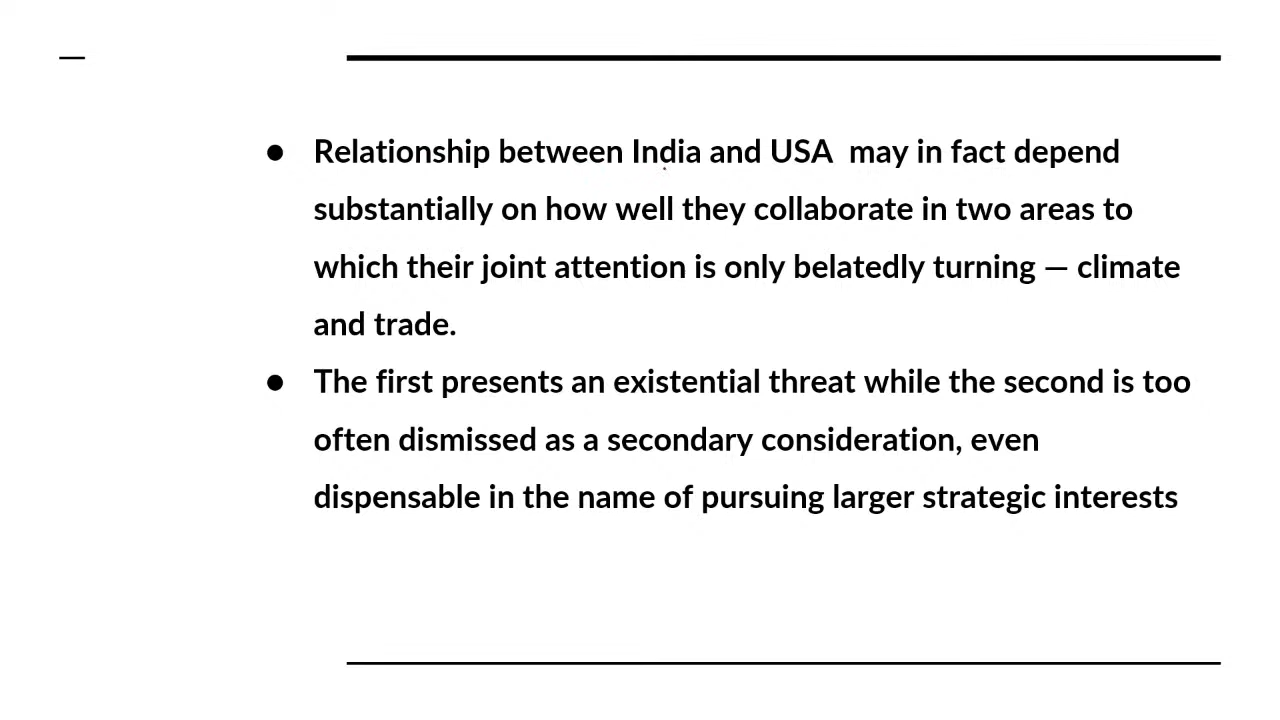 ● Relationship between India and USA  may in fact depend
substantially on how well they collaborate in two areas to
which their joint attention is only belatedly turning — climate
and trade.
● The first presents an existential threat while the second is too
often dismissed as a secondary consideration, even
dispensable in the name of pursuing larger strategic interests